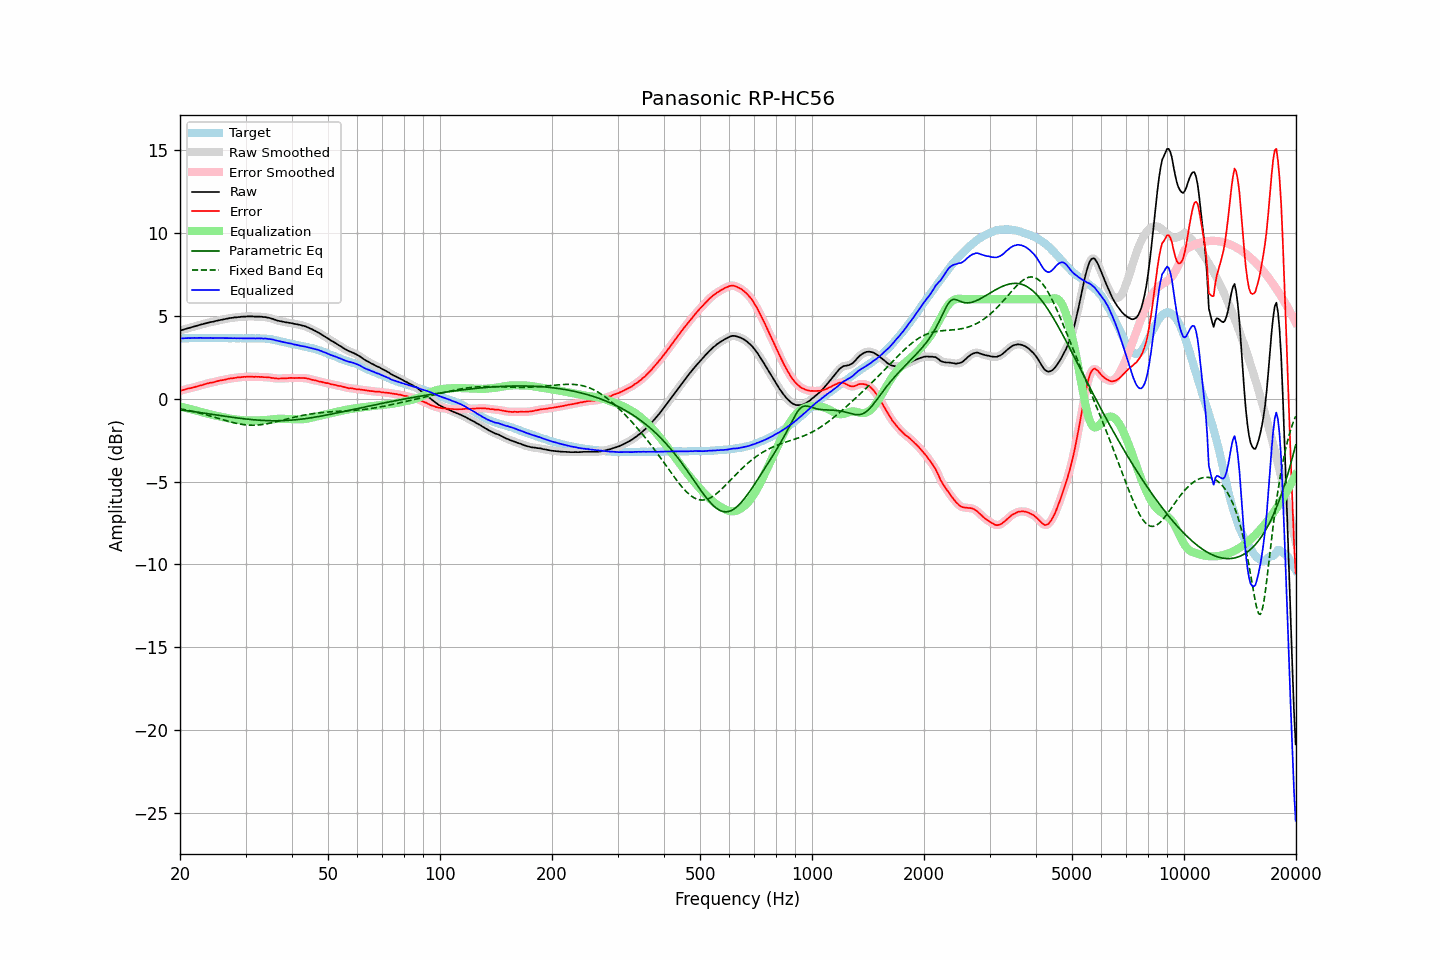 Panasonic RP-HC56
Target
Raw Smoothed
Error Smoothed
Raw
Error
Equalization
Parametric Eq
Fixed Band Eq
Equalized
15
10
5
0
−5
−10
−15
−20
−25
Amplitude (dBr)
20 50 100 200 500 1000 2000 5000 10000 20000
Frequency (Hz)